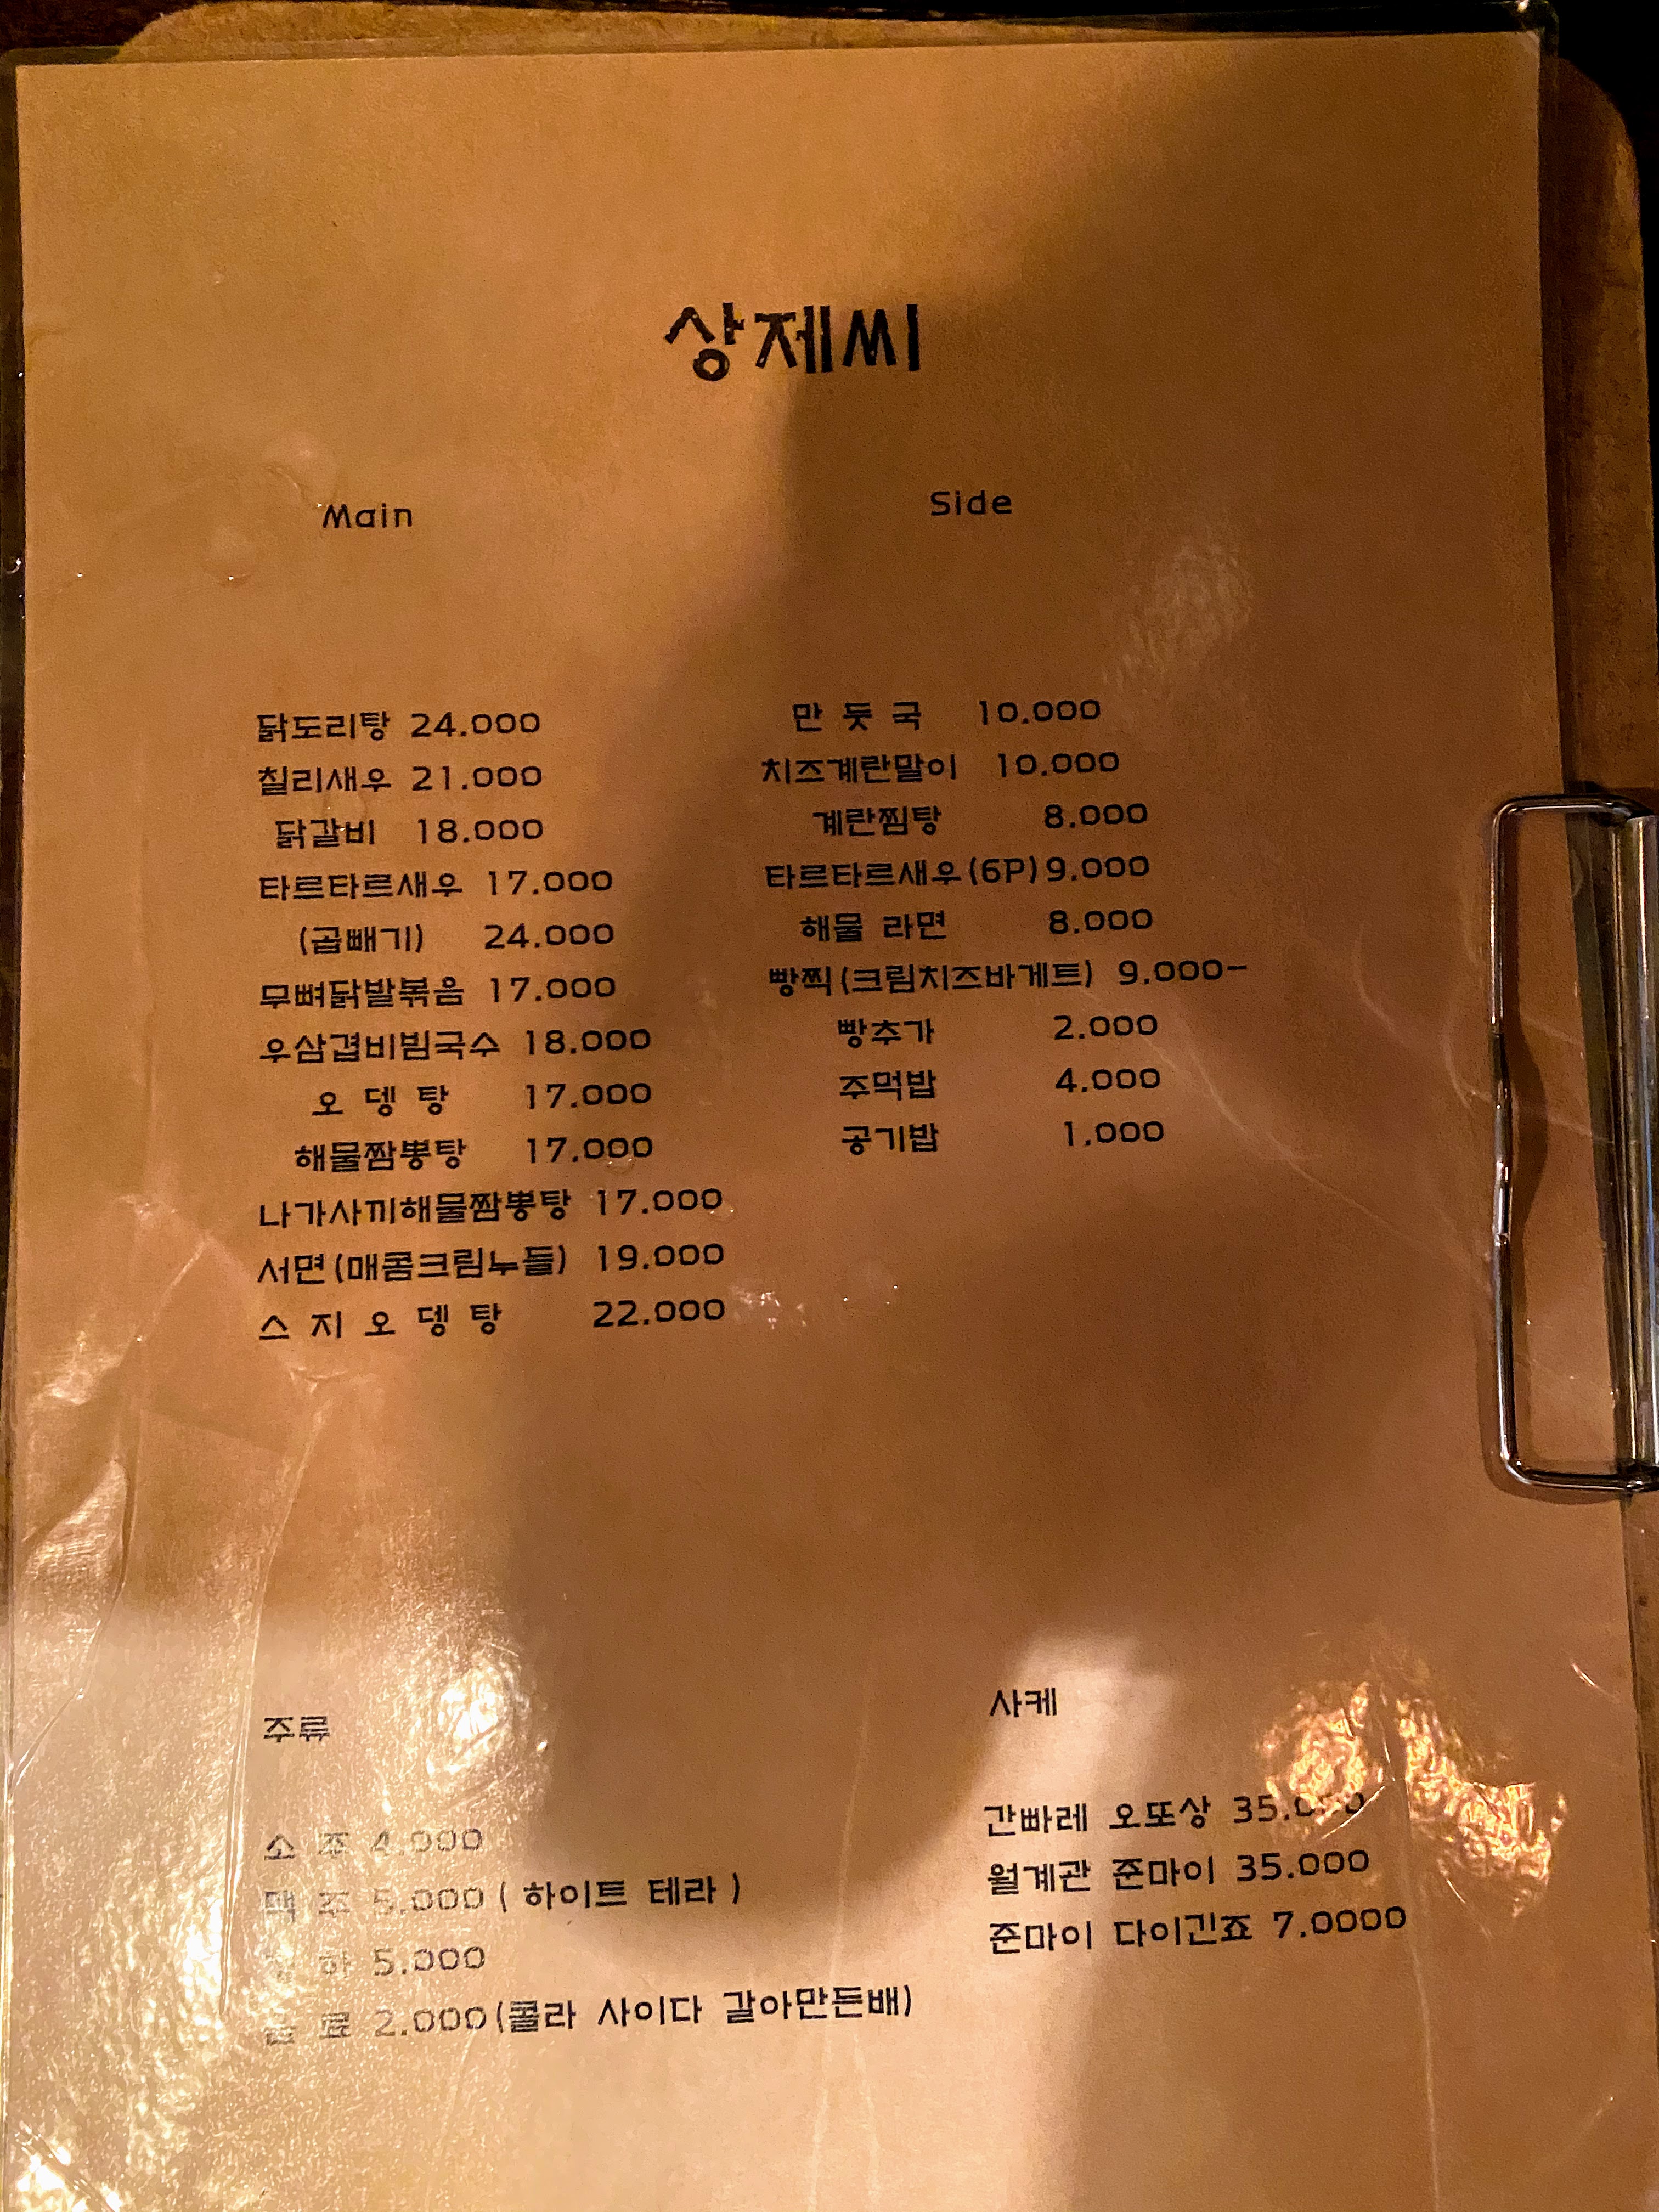 상제씨
Main
닭도리탕 24.000
칠리새우 21.000
닭갈비 18.000
타르타르새우 17.000
(곱빼기) 24.000
무뼈닭발볶음 17.000
우삼겹비빔국수 18.000
오 뎅 탕 17.000
해물짬뽕탕 17.000
나가사끼해물짬뽕탕 17.000
서면(매콤크림누들) 19.000
스 지 오 뎅 탕 22.000
Side
만 둣 국 10.000
치즈계란말이 10.000
계란찜탕 8.000
타르타르새우(6P) 9.000
해물 라면 8.000
빵찍(크림치즈바게트) 9.000-
빵추가 2.000
주먹밥 4.000
공기밥 1.000
주류
소 주 4.000
맥 주 5.000 ( 하이트 테라 )
하 5.000
음 료 2.000(콜라 사이다 갈아만든배)
사케
간빠레 오또상 35.000
월계관 준마이 35.000
준마이 다이긴죠 7.0000